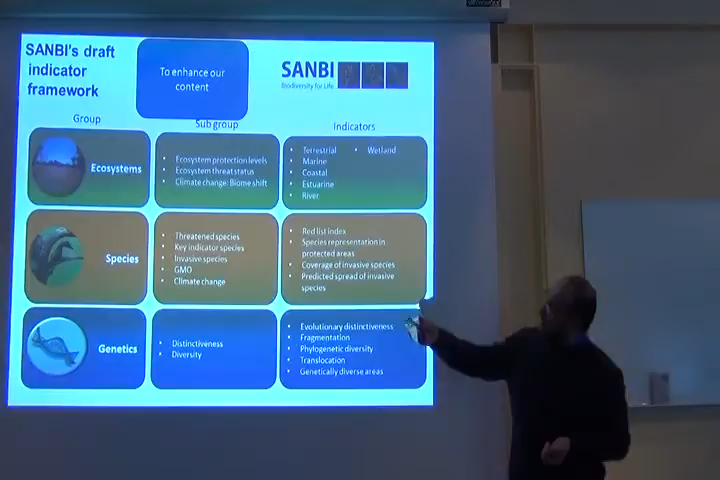 SANBI's draft
indicator
framework
To enhance our
content
SANBI
Biodiversity for Life
Group
Sub group
Indicators
Ecosystems
• Ecosystem protection levels
• Ecosystem threat status
• Climate change: Biome shift
• Terrestrial • Wetland
• Marine
• Coastal
• Estuarine
• River
Species
• Threatened species
• Key indicator species
• Invasive species
• GMO
• Climate change
• Red list index
• Species representation in
protected areas
• Coverage of invasive species
• Predicted spread of invasive
species
Genetics
• Distinctiveness
• Diversity
• Evolutionary distinctiveness
• Fragmentation
• Phylogenetic diversity
• Translocation
• Genetically diverse areas